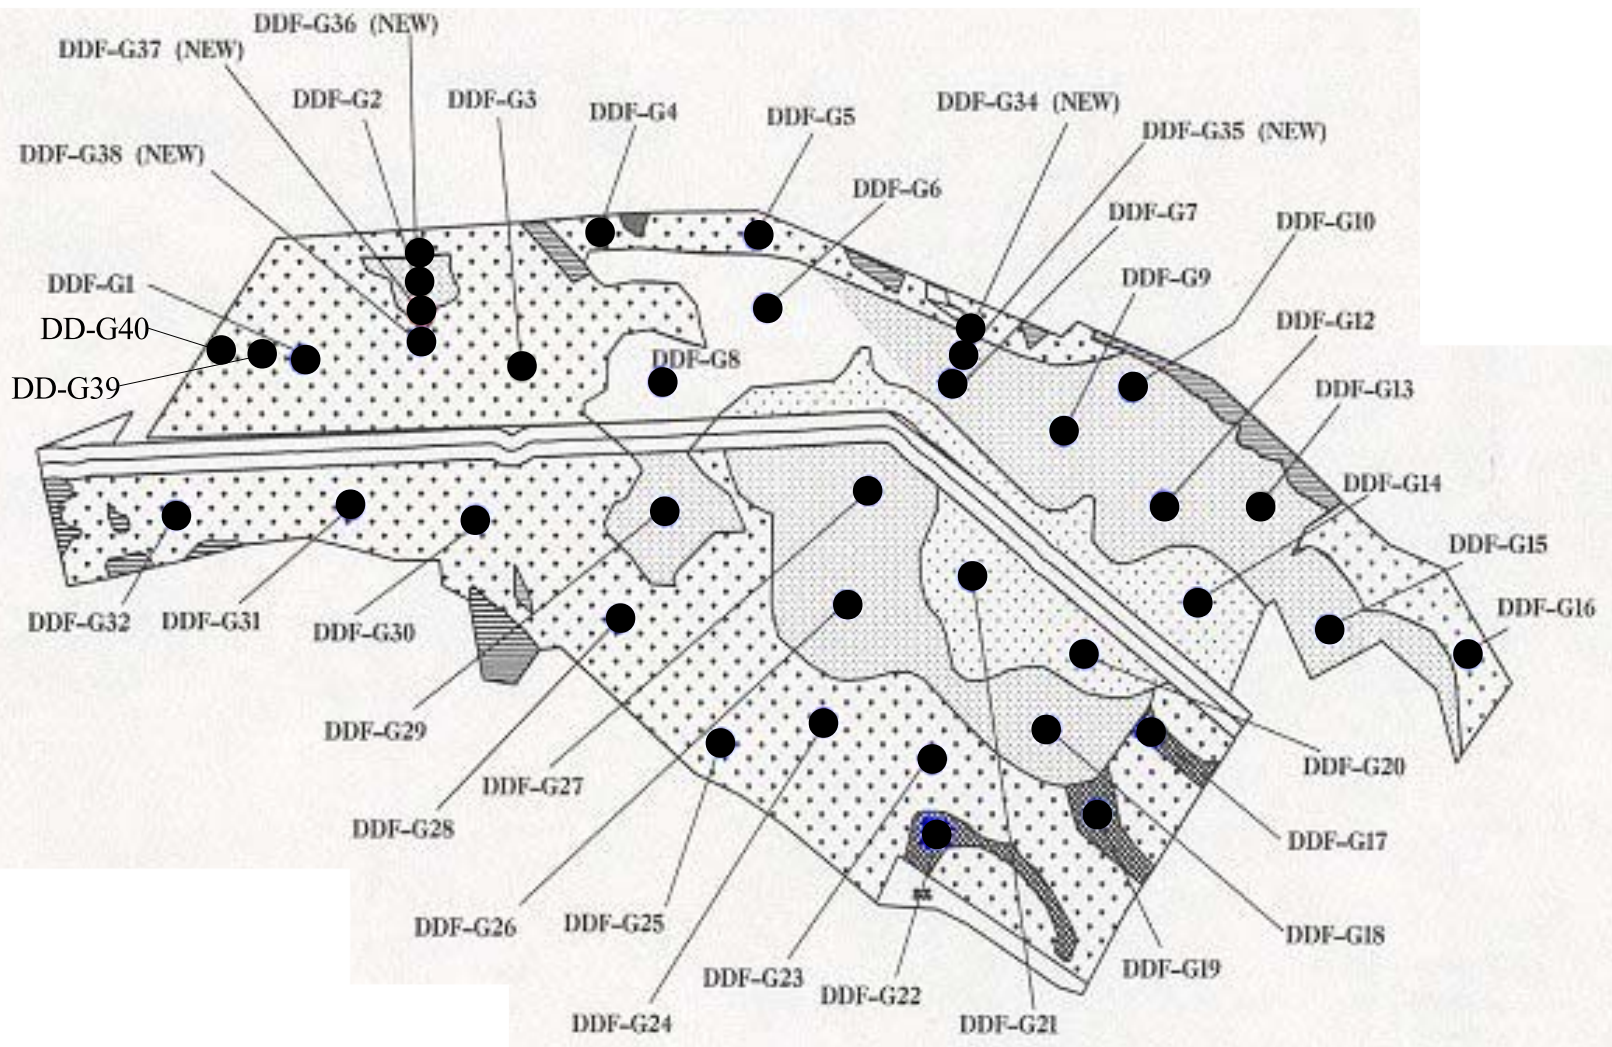 DDF-G36 (NEW)
DDF-G37 (NEW)
DDF-G2
DDF-G3
DDF-G4
DDF-G5
DDF-G34 (NEW)
DDF-G35 (NEW)
DDF-G38 (NEW)
DDF-G6
DDF-G7
DDF-G10
DDF-G1
DDF-G9
DD-G40
DDF-G12
DDF-G8
DD-G39
DDF-G13
DDF-G14
DDF-G15
DDF-G16
DDF-G32
DDF-G31
DDF-G30
DDF-G29
DDF-G20
DDF-G27
DDF-G28
DDF-G17
DDF-G26
DDF-G25
DDF-G18
DDF-G23
DDF-G19
DDF-G22
DDF-G24
DDF-G21